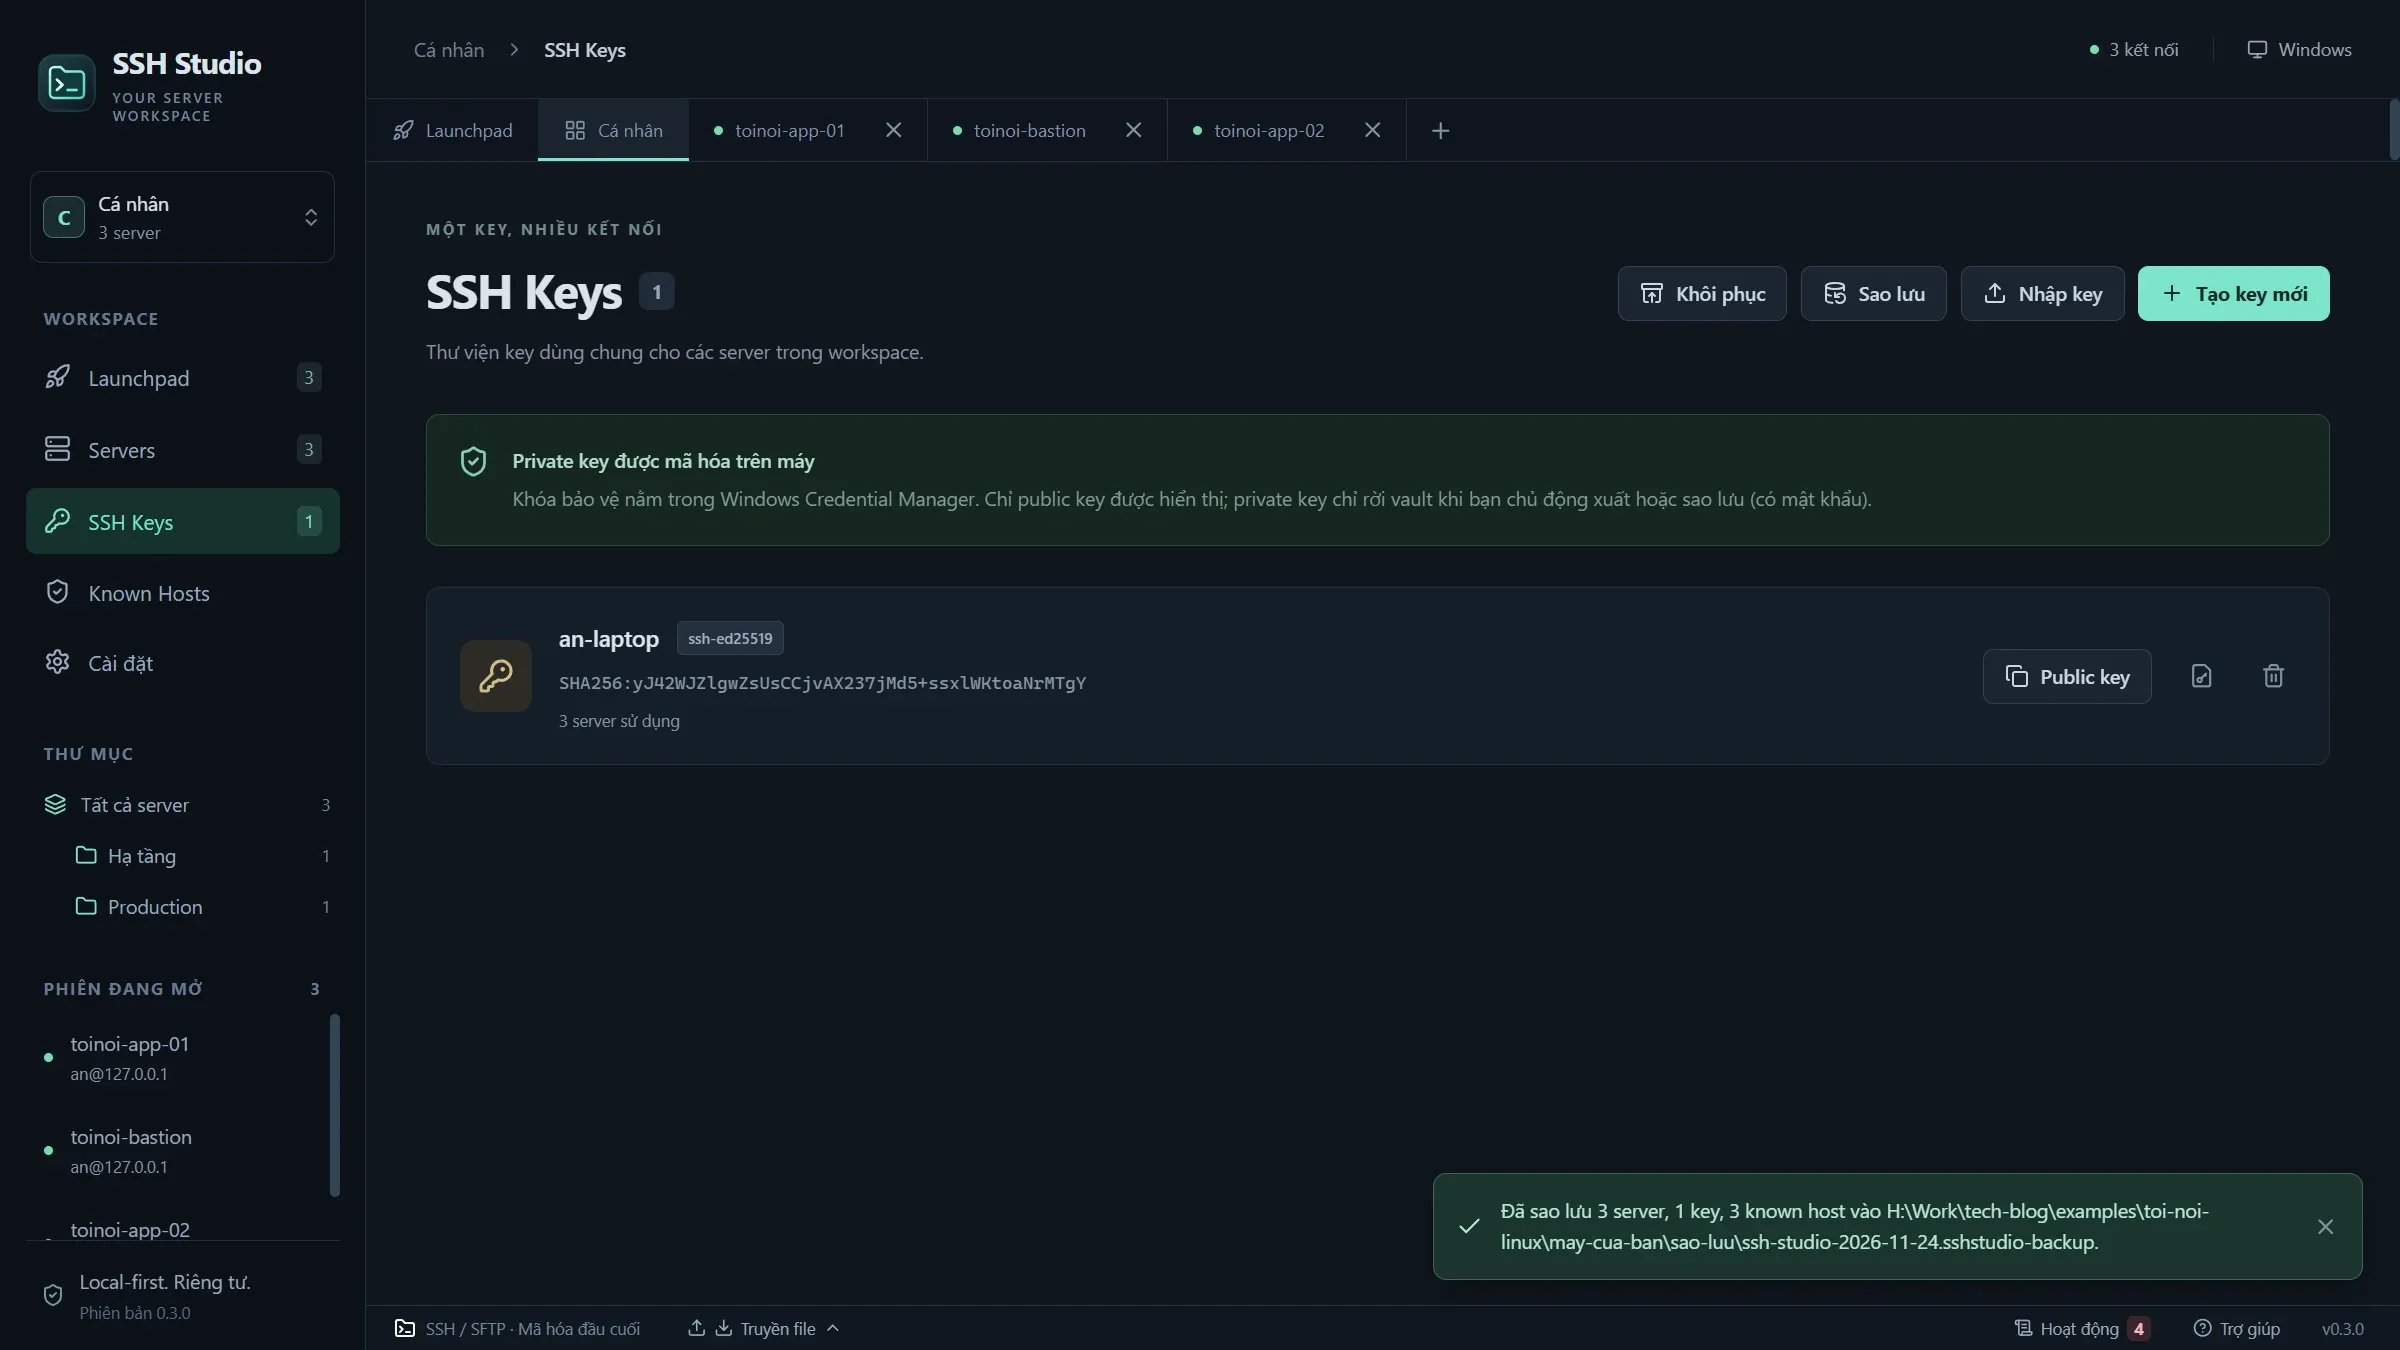 SSH Studio
YOUR SERVER
WORKSPACE
C
Cá nhân
3 server
WORKSPACE
Launchpad 3
Servers 3
SSH Keys 1
Known Hosts
Cài đặt
THƯ MỤC
Tất cả server 3
Hạ tầng 1
Production 1
PHIÊN ĐANG MỞ 3
toinoi-app-01
an@127.0.0.1
toinoi-bastion
an@127.0.0.1
toinoi-app-02
Local-first. Riêng tư.
Phiên bản 0.3.0
Cá nhân > SSH Keys
3 kết nối
Windows
Launchpad
Cá nhân
toinoi-app-01
toinoi-bastion
toinoi-app-02
MỘT KEY, NHIỀU KẾT NỐI
SSH Keys 1
Thư viện key dùng chung cho các server trong workspace.
Khôi phục
Sao lưu
Nhập key
Tạo key mới
Private key được mã hóa trên máy
Khóa bảo vệ nằm trong Windows Credential Manager. Chỉ public key được hiển thị; private key chỉ rời vault khi bạn chủ động xuất hoặc sao lưu (có mật khẩu).
an-laptop ssh-ed25519
SHA256:yJ42WJZlgwZsUsCCjvAX237jMd5+ssxlWKtoaNrMTgY
3 server sử dụng
Public key
Đã sao lưu 3 server, 1 key, 3 known host vào H:\Work\tech-blog\examples\toi-noi-
linux\may-cua-ban\sao-luu\ssh-studio-2026-11-24.sshstudio-backup.
SSH / SFTP · Mã hóa đầu cuối
Truyền file
Hoạt động 4
Trợ giúp
v0.3.0